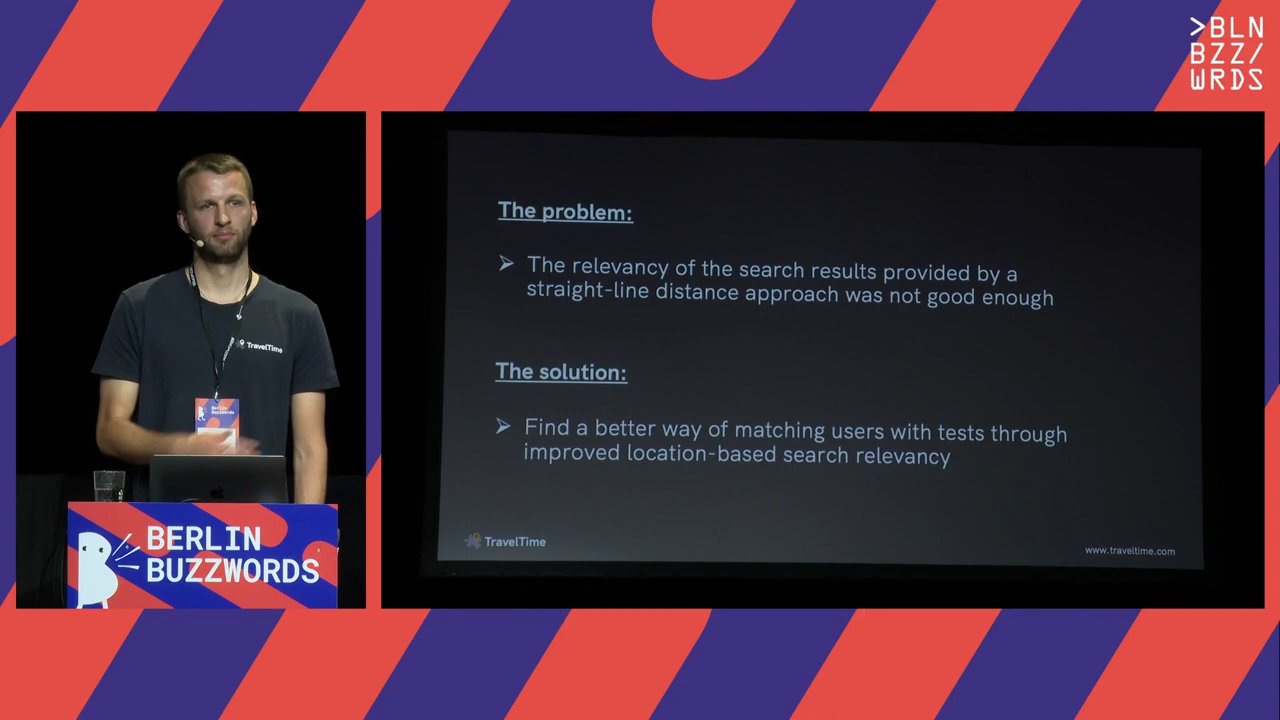 >BLN
BZZ/
WRDS
The problem:
The relevancy of the search results provided by a
straight-line distance approach was not good enough
The solution:
Find a better way of matching users with tests through
improved location-based search relevancy
TravelTime
www.traveltime.com
TravelTime
Berlin
Buzzwords
BERLIN
BUZZWORDS